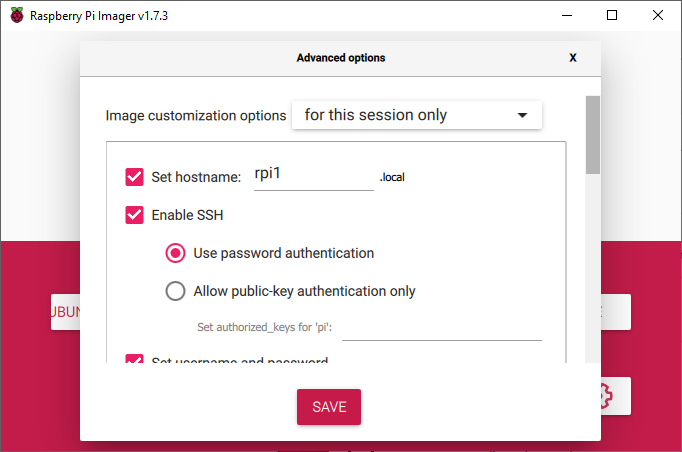 Raspberry Pi Imager v1.7.3
Advanced options
X
Image customization options for this session only
Set hostname: rpi1 .local
Enable SSH
Use password authentication
Allow public-key authentication only
Set authorized_keys for 'pi':
Set username and password
SAVE